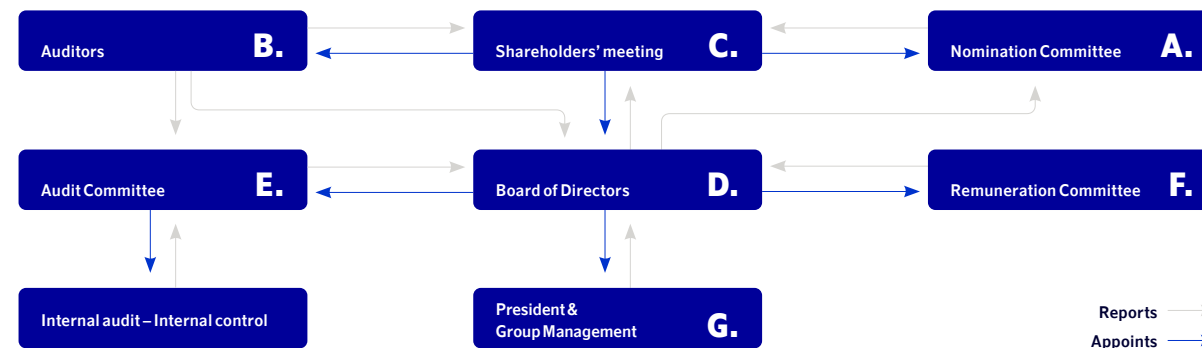 Auditors B.
Shareholders' meeting C.
Nomination Committee A.
Audit Committee E.
Board of Directors D.
Remuneration Committee F.
Internal audit – Internal control
President &
Group Management G.
Reports
Appoints